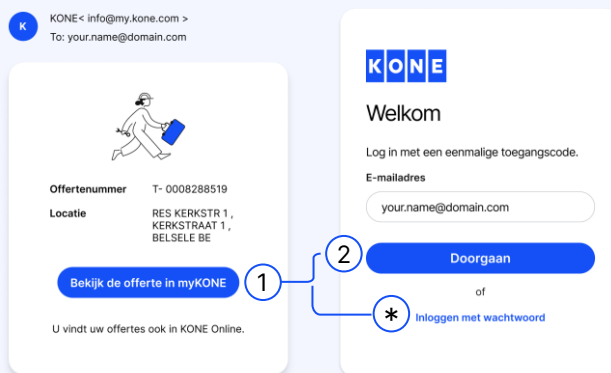 K
KONE< info@my.kone.com >
To: your.name@domain.com
Offertenummer T- 0008288519
Locatie RES KERKSTR 1 ,
KERKSTRAAT 1 ,
BELSELE BE
Bekijk de offerte in myKONE
1
U vindt uw offertes ook in KONE Online.
KONE
Welkom
Log in met een eenmalige toegangscode.
E-mailadres
your.name@domain.com
2
Doorgaan
of
*
Inloggen met wachtwoord